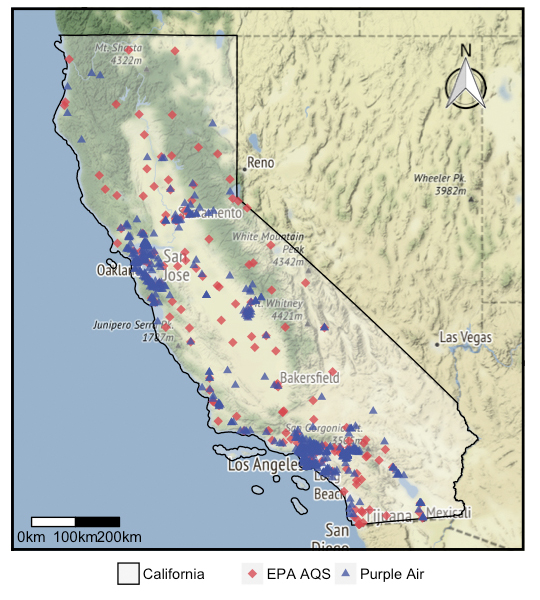 Mt. Shasta
4322m
N
Reno
Wheeler Pk.
3982m
amento
White Mountain
Peak
4342m
San
Jose
Oakland
Whitney
4421m
Junipero Serra Pk.
1787m
Las Vegas
Bakersfield
San Gorgonio Mt.
Los Angeles
Long
Beach
Tijuana
Mexicali
San
Diego
0km 100km 200km
California
EPA AQS
Purple Air